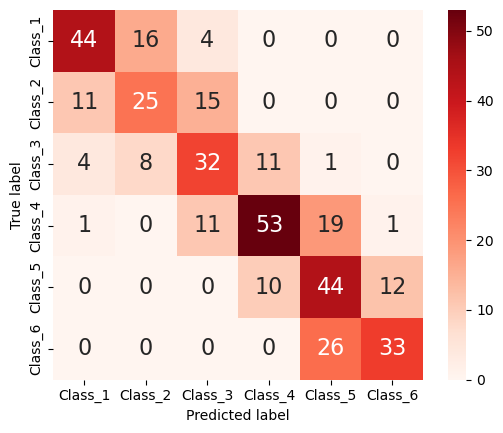 Class_1 44 16 4 0 0 0
Class_2 11 25 15 0 0 0
Class_3 4 8 32 11 1 0
Class_4 1 0 11 53 19 1
Class_5 0 0 0 10 44 12
Class_6 0 0 0 0 26 33
Class_1 Class_2 Class_3 Class_4 Class_5 Class_6
Predicted label
True label
50
40
30
20
10
0